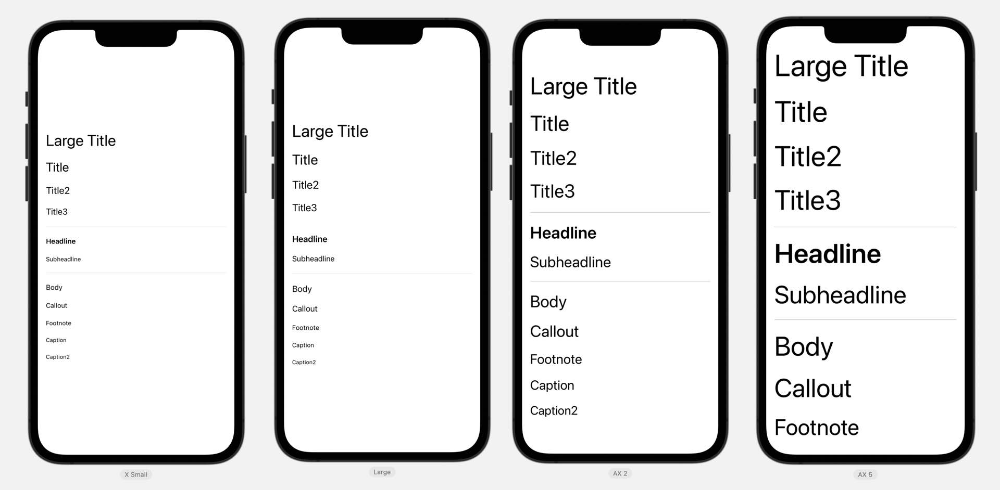 Large Title
Title
Title2
Title3
Headline
Subheadline
Body
Callout
Footnote
Caption
Caption2
X Small
Large Title
Title
Title2
Title3
Headline
Subheadline
Body
Callout
Footnote
Caption
Caption2
Large
Large Title
Title
Title2
Title3
Headline
Subheadline
Body
Callout
Footnote
Caption
Caption2
AX 2
Large Title
Title
Title2
Title3
Headline
Subheadline
Body
Callout
Footnote
AX 5